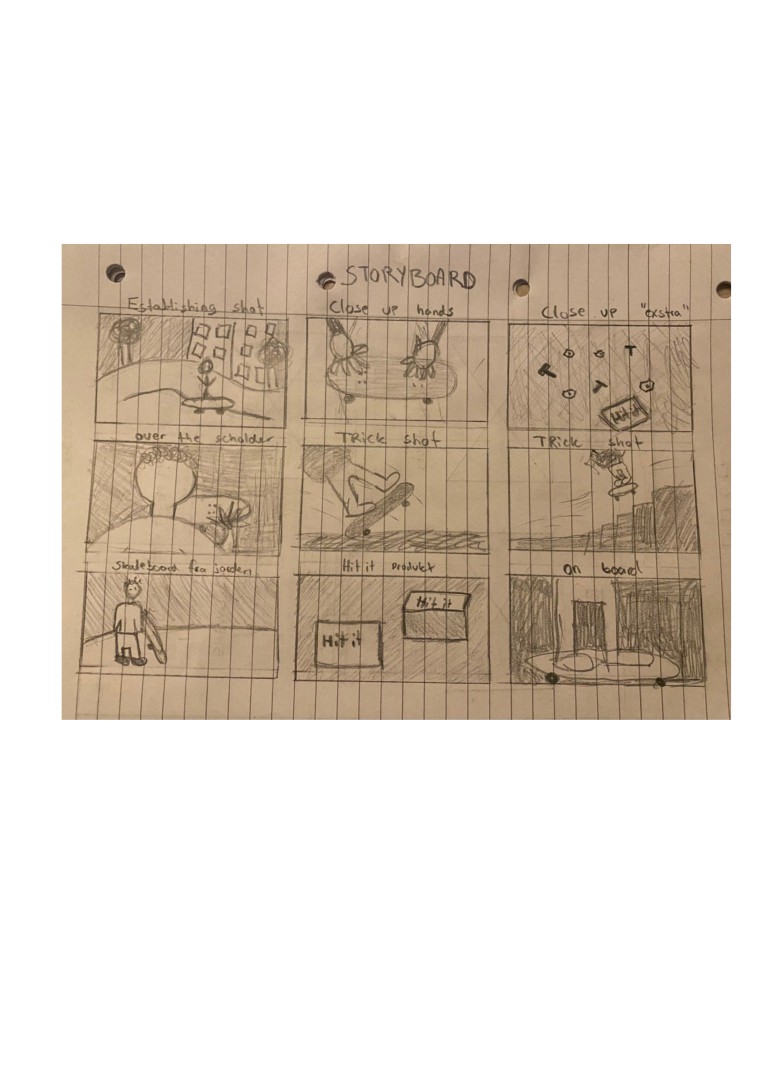 STORYBOARD
Establishing shot
Close up hands
Close up "exstra"
Hit it
over the scholder
TRick shot
TRick shot
skateboard fra jorden
Hit it Produkt
on board
Hit it
Hit it